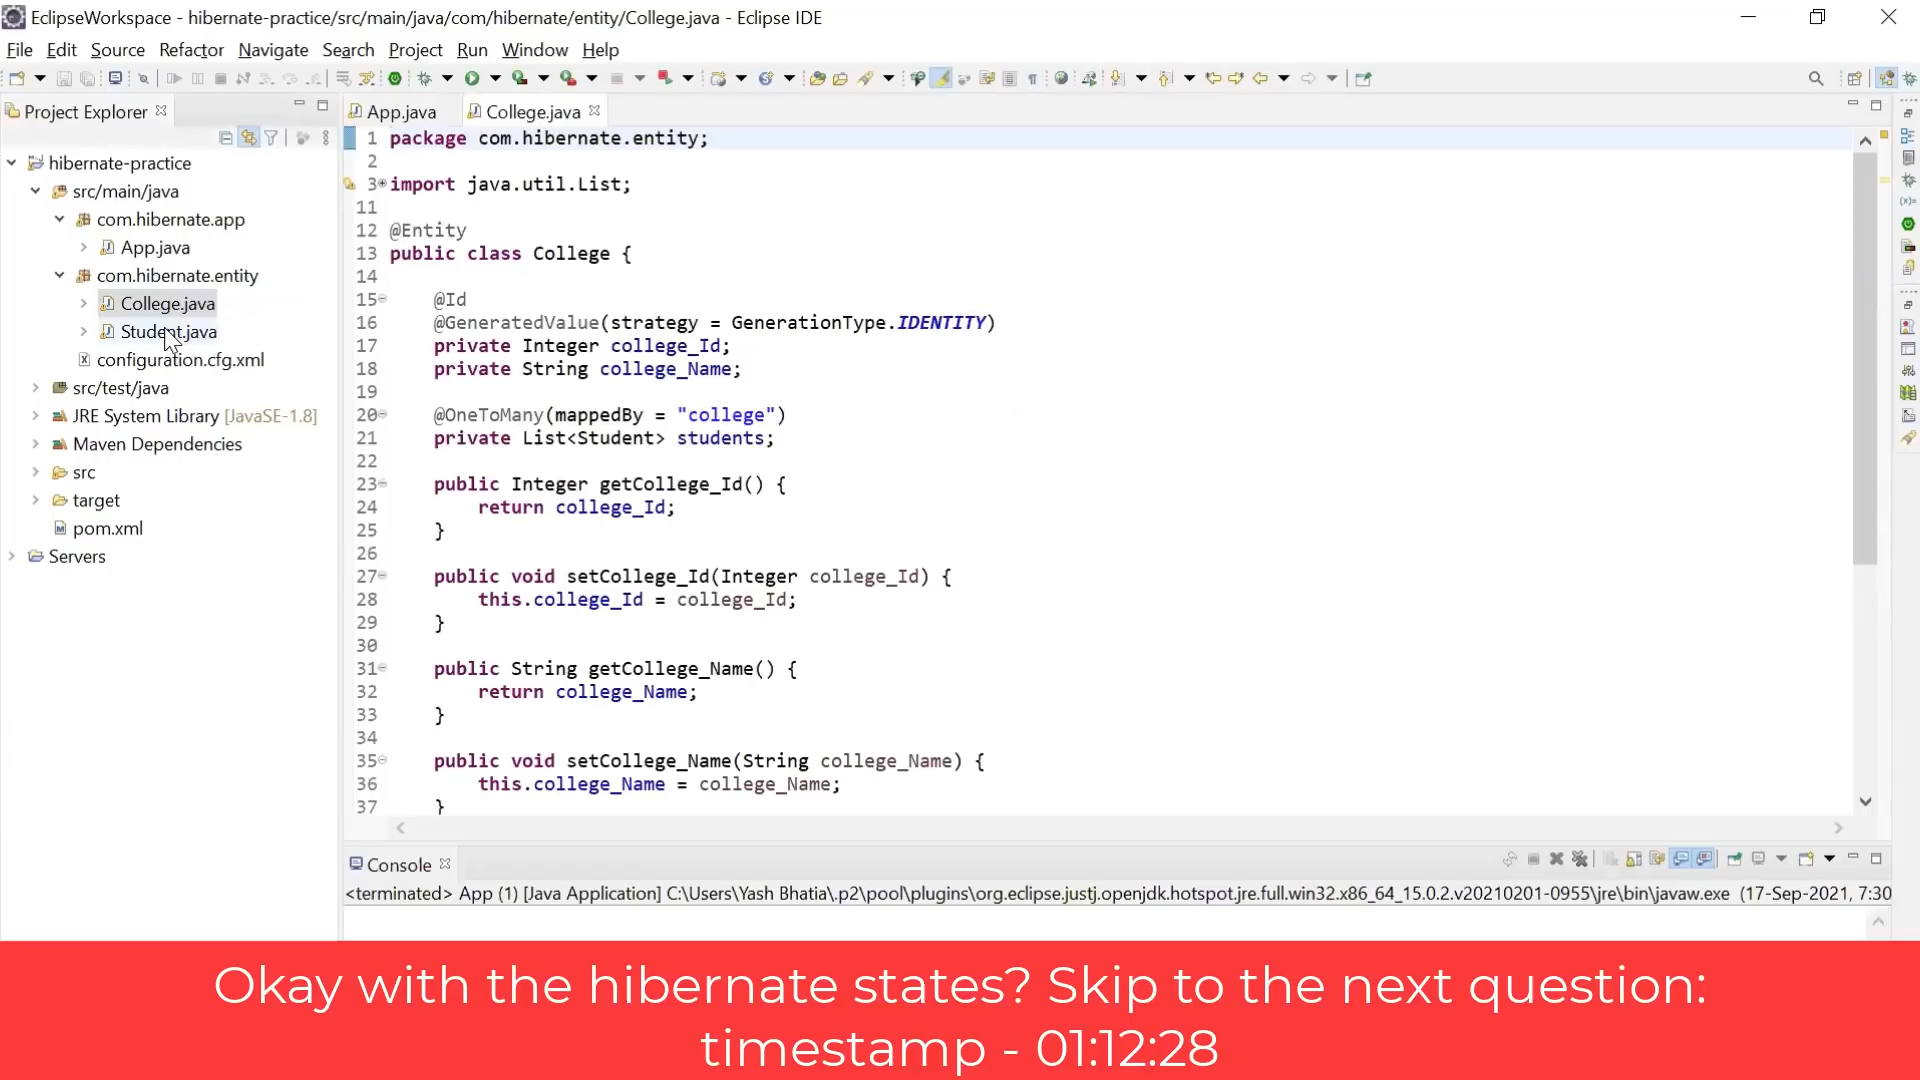 EclipseWorkspace - hibernate-practice/src/main/java/com/hibernate/entity/College.java - Eclipse IDE
File Edit Source Refactor Navigate Search Project Run Window Help
Project Explorer
hibernate-practice
src/main/java
com.hibernate.app
App.java
com.hibernate.entity
College.java
Student.java
configuration.cfg.xml
src/test/java
JRE System Library [JavaSE-1.8]
Maven Dependencies
src
target
pom.xml
Servers
App.java College.java
1 package com.hibernate.entity;
2
3 import java.util.List;
11
12 @Entity
13 public class College {
14
15 @Id
16 @GeneratedValue(strategy = GenerationType.IDENTITY)
17 private Integer college_Id;
18 private String college_Name;
19
20 @OneToMany(mappedBy = "college")
21 private List<Student> students;
22
23 public Integer getCollege_Id() {
24 return college_Id;
25 }
26
27 public void setCollege_Id(Integer college_Id) {
28 this.college_Id = college_Id;
29 }
30
31 public String getCollege_Name() {
32 return college_Name;
33 }
34
35 public void setCollege_Name(String college_Name) {
36 this.college_Name = college_Name;
37 }
Console
<terminated> App (1) [Java Application] C:\Users\Yash Bhatia\.p2\pool\plugins\org.eclipse.justj.openjdk.hotspot.jre.full.win32.x86_64_15.0.2.v20210201-0955\jre\bin\javaw.exe (17-Sep-2021, 7:30
Okay with the hibernate states? Skip to the next question:
timestamp - 01:12:28